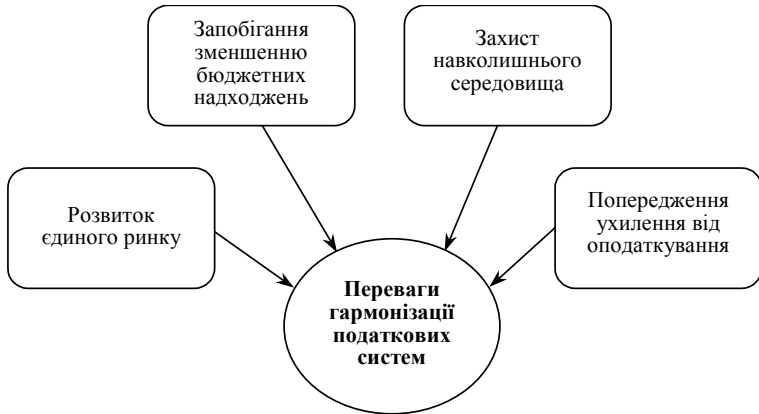 Запобігання
зменшенню
бюджетних
надходжень
Захист
навколишнього
середовища
Розвиток
єдиного ринку
Попередження
ухилення від
оподаткування
Переваги
гармонізації
податкових
систем